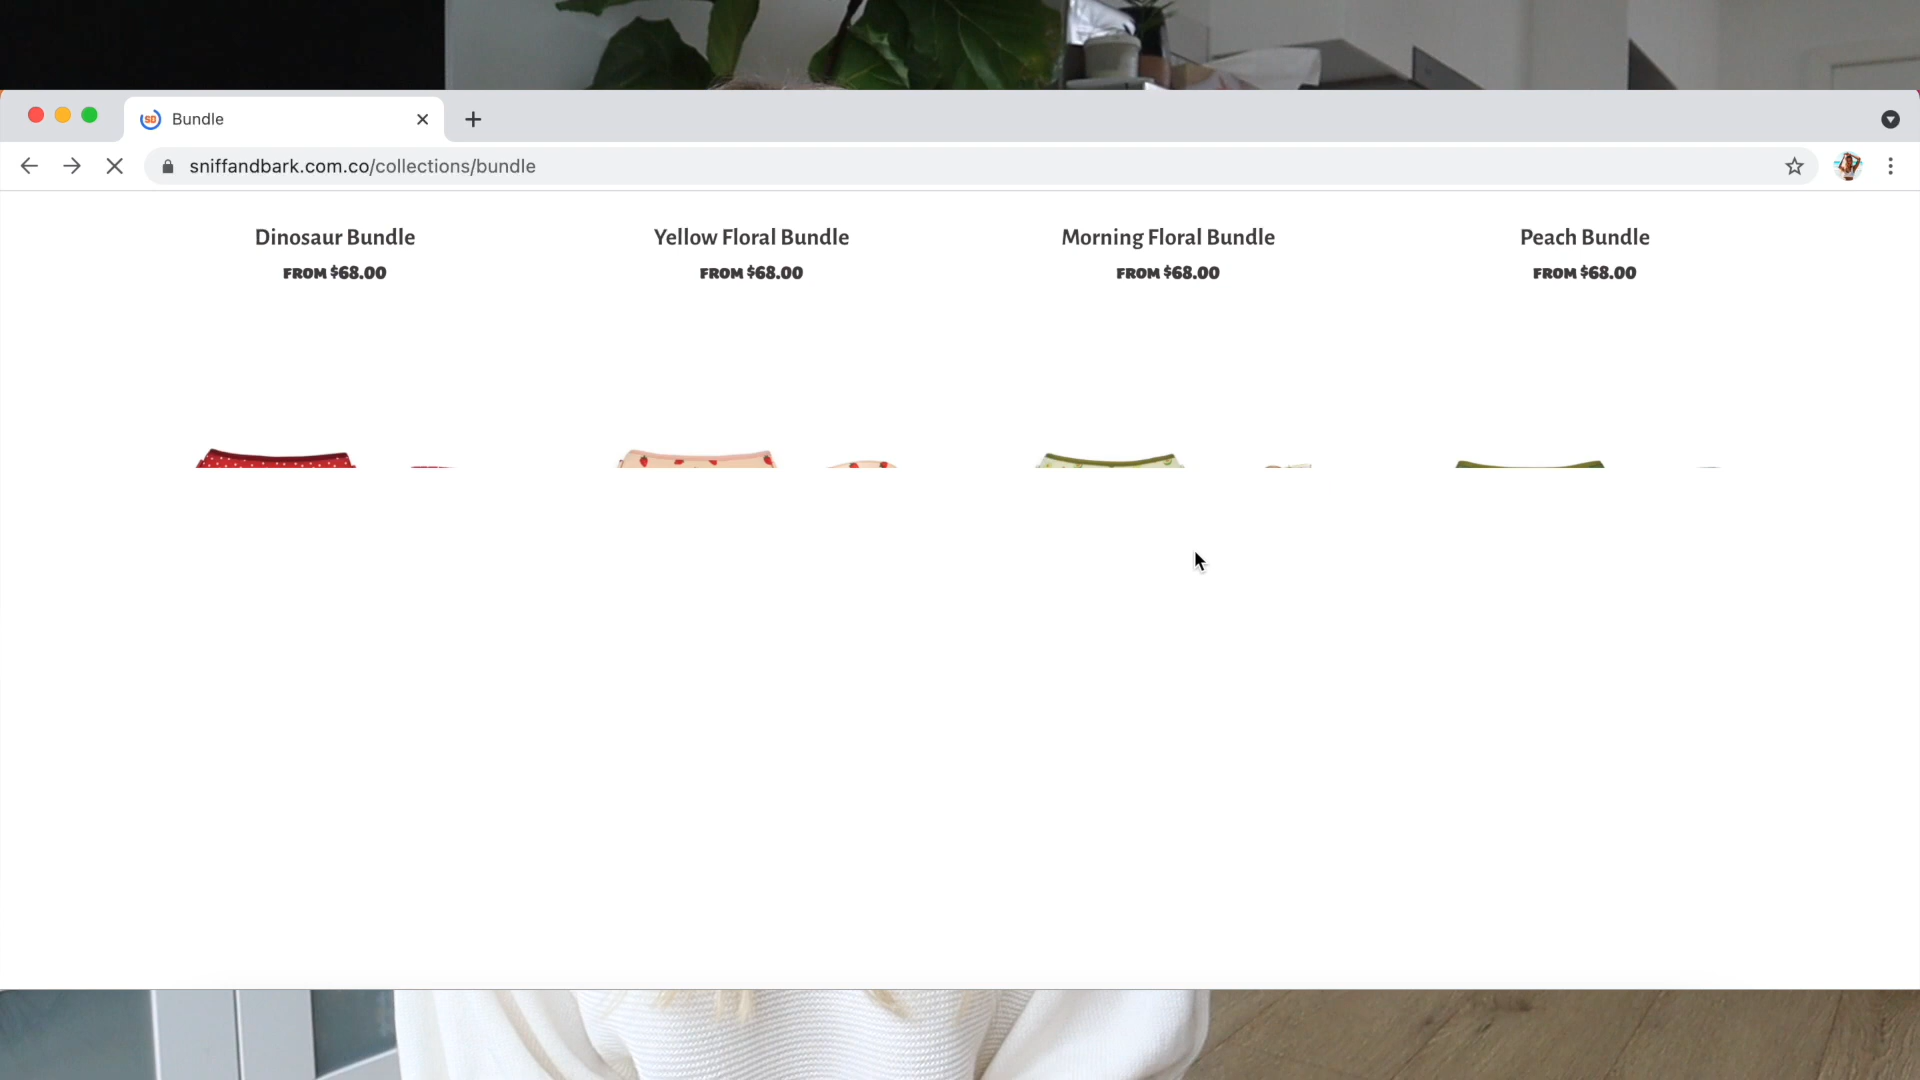 SD Bundle
sniffandbark.com.co/collections/bundle
Dinosaur Bundle
FROM $68.00
Yellow Floral Bundle
FROM $68.00
Morning Floral Bundle
FROM $68.00
Peach Bundle
FROM $68.00